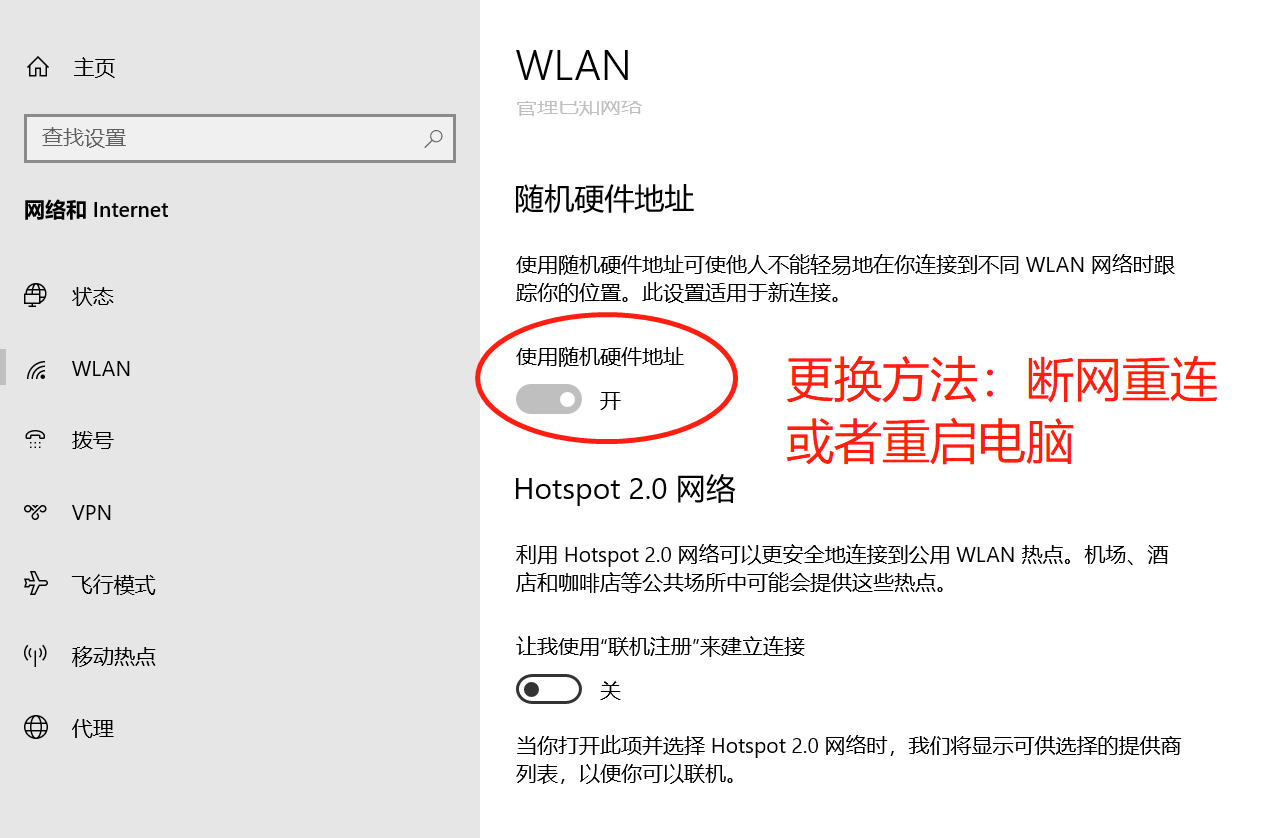 主页
查找设置
网络和 Internet
状态
WLAN
拨号
VPN
飞行模式
移动热点
代理
WLAN
管理已知网络
随机硬件地址
使用随机硬件地址可使他人不能轻易地在你连接到不同 WLAN 网络时跟
踪你的位置。此设置适用于新连接。
使用随机硬件地址
开
更换方法：断网重连
或者重启电脑
Hotspot 2.0 网络
利用 Hotspot 2.0 网络可以更安全地连接到公用 WLAN 热点。机场、酒
店和咖啡店等公共场所中可能会提供这些热点。
让我使用“联机注册”来建立连接
关
当你打开此项并选择 Hotspot 2.0 网络时，我们将显示可供选择的提供商
列表，以便你可以联机。